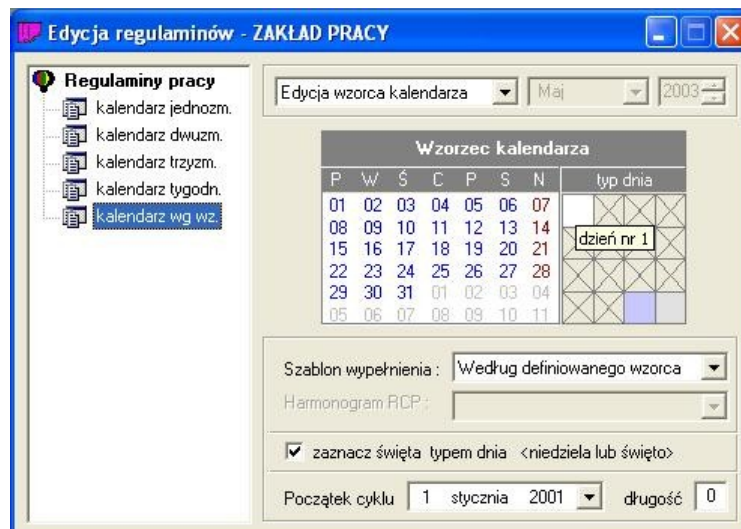 Edycja regulaminów - ZAKŁAD PRACY
Regulaminy pracy
kalendarz jednozm.
kalendarz dwuzm.
kalendarz trzyzm.
kalendarz tygodn.
kalendarz wg wz.
Edycja wzorca kalendarza Maj 2003
Wzorzec kalendarza
P W Ś C P S N typ dnia
01 02 03 04 05 06 07
08 09 10 11 12 13 14
dzień nr 1
15 16 17 18 19 20 21
22 23 24 25 26 27 28
29 30 31 01 02 03 04
05 06 07 08 09 10 11
Szablon wypełnienia : Według definiowanego wzorca
Harmonogram RCP :
zaznacz święta typem dnia <niedziela lub święto>
Początek cyklu 1 stycznia 2001 długość 0